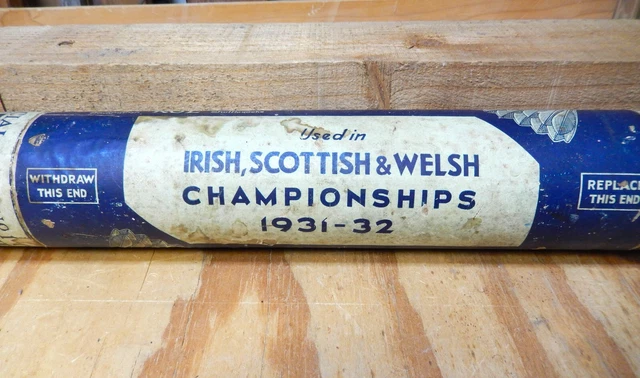 WITHDRAW
THIS END
Used in
IRISH, SCOTTISH & WELSH
CHAMPIONSHIPS
1931-32
REPLACE
THIS END